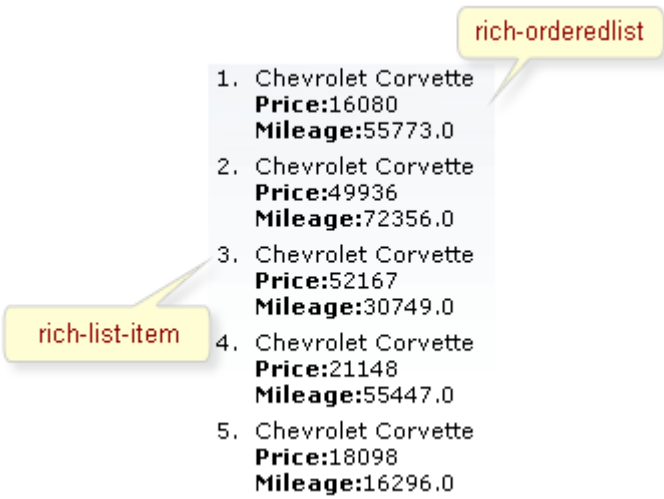 rich-orderedlist
1. Chevrolet Corvette
Price:16080
Mileage:55773.0
2. Chevrolet Corvette
Price:49936
Mileage:72356.0
3. Chevrolet Corvette
Price:52167
Mileage:30749.0
rich-list-item
4. Chevrolet Corvette
Price:21148
Mileage:55447.0
5. Chevrolet Corvette
Price:18098
Mileage:16296.0